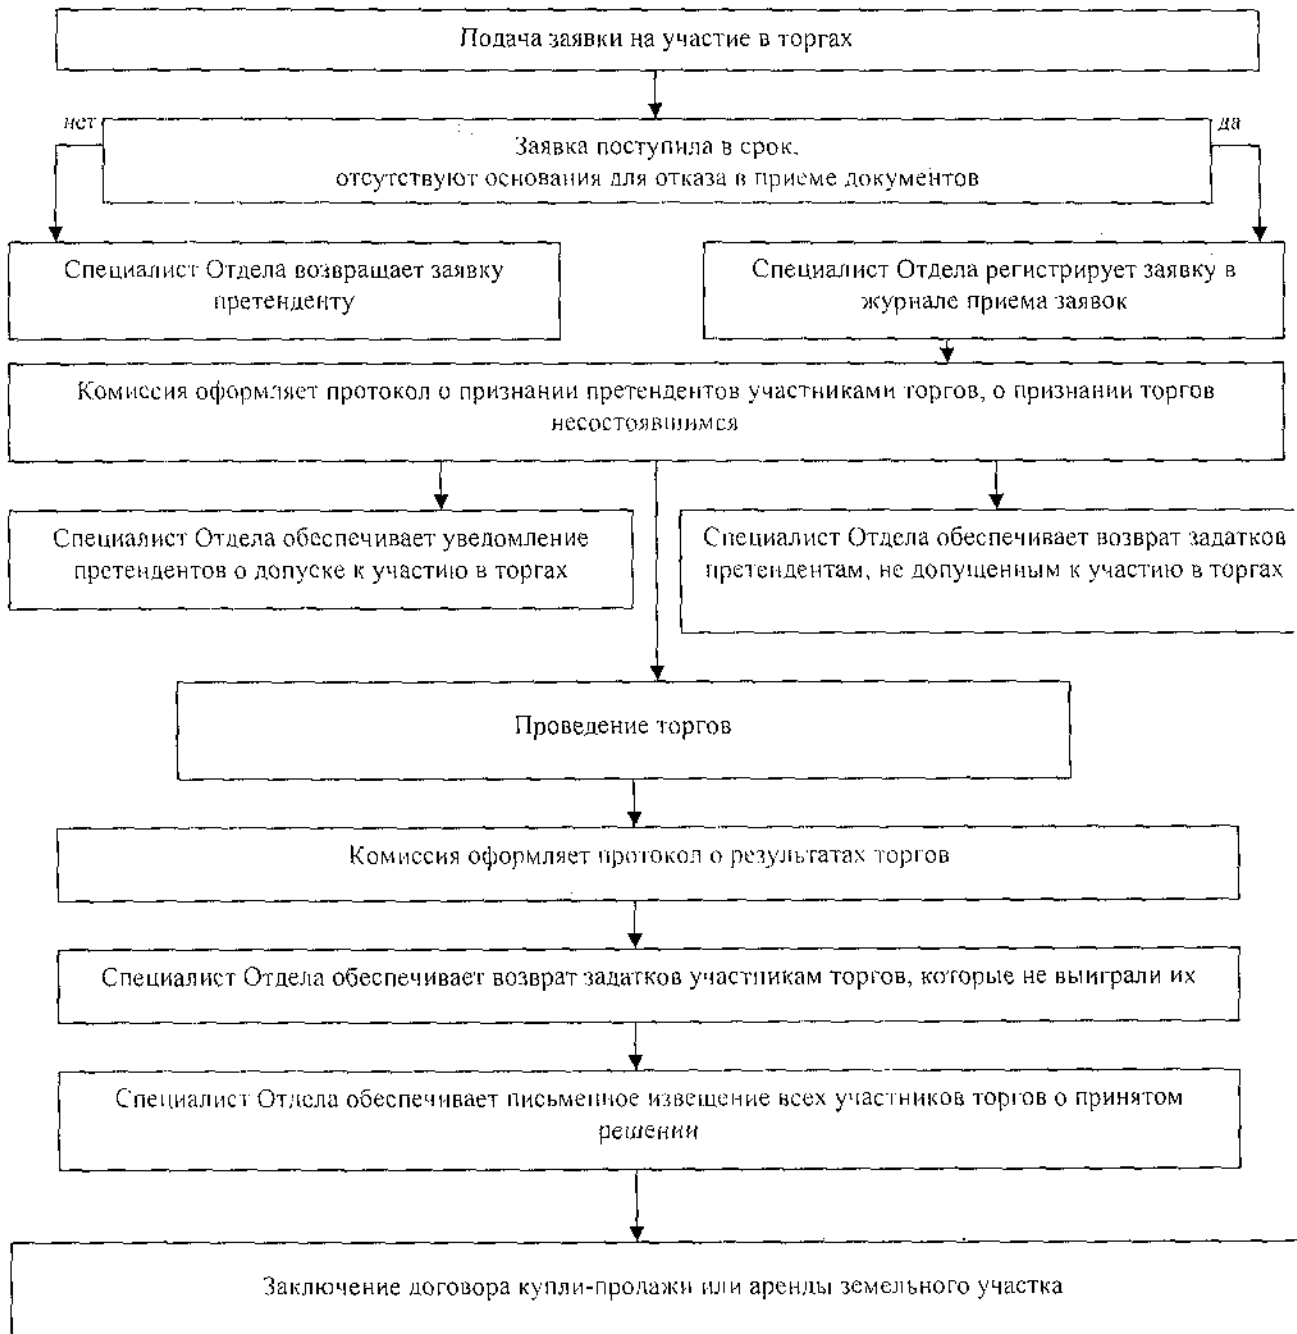 Подача заявки на участие в торгах
нет
да
Заявка поступила в срок,
отсутствуют основания для отказа в приеме документов
Специалист Отдела возвращает заявку
претенденту
Специалист Отдела регистрирует заявку в
журнале приема заявок
Комиссия оформляет протокол о признании претендентов участниками торгов, о признании торгов
несостоявшимся
Специалист Отдела обеспечивает уведомление
претендентов о допуске к участию в торгах
Специалист Отдела обеспечивает возврат задатков
претендентам, не допущенным к участию в торгах
Проведение торгов
Комиссия оформляет протокол о результатах торгов
Специалист Отдела обеспечивает возврат задатков участникам торгов, которые не выиграли их
Специалист Отдела обеспечивает письменное извещение всех участников торгов о принятом
решении
Заключение договора купли-продажи или аренды земельного участка